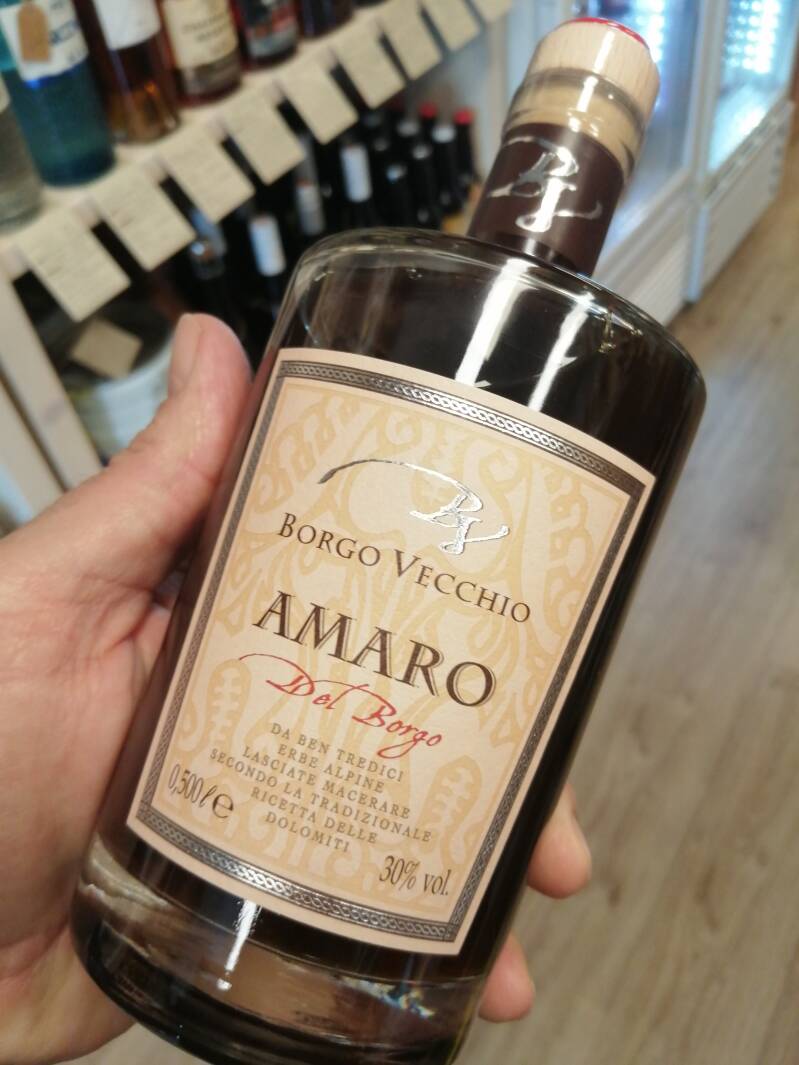 BV
BV
BORGO VECCHIO
AMARO
Del Borgo
DA BEN TREDICI
ERBE ALPINE
LASCIATE MACERARE
SECONDO LA TRADIZIONALE
RICETTA DELLE
DOLOMITI
0,500 ℓ e
30% vol.